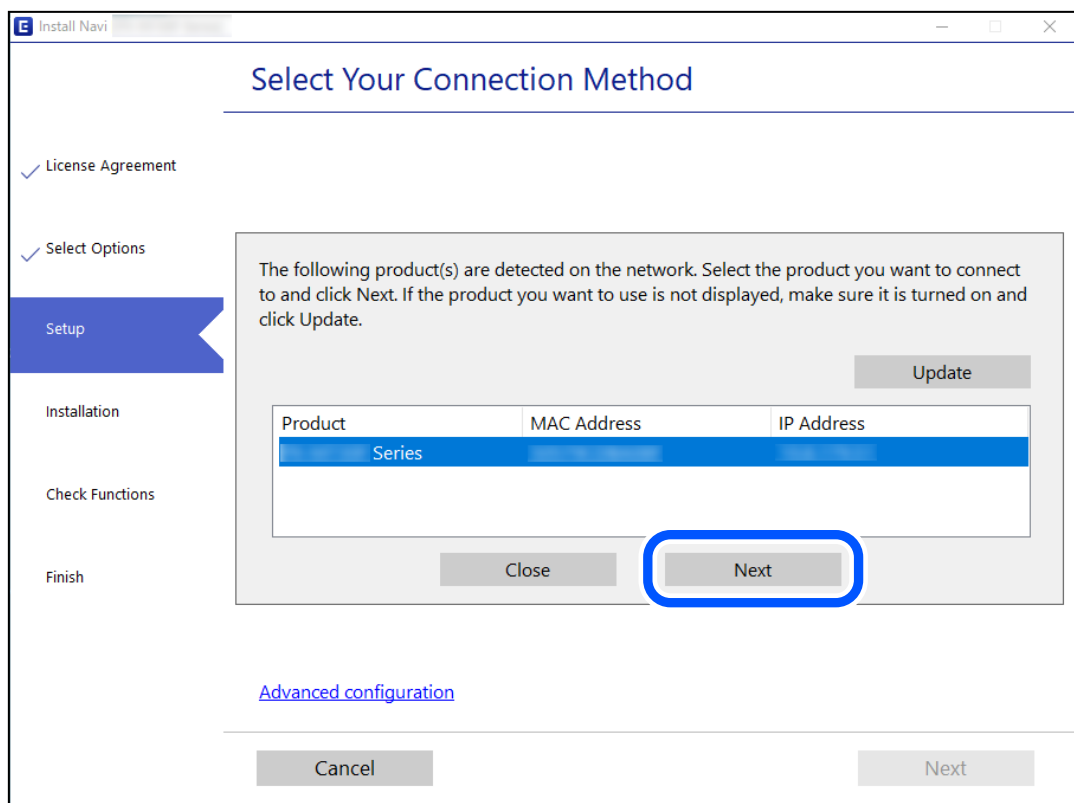 Install Navi
Select Your Connection Method
License Agreement
Select Options
Setup
Installation
Check Functions
Finish
The following product(s) are detected on the network. Select the product you want to connect
to and click Next. If the product you want to use is not displayed, make sure it is turned on and
click Update.
Update
Product MAC Address IP Address
Series
Close Next
Advanced configuration
Cancel Next